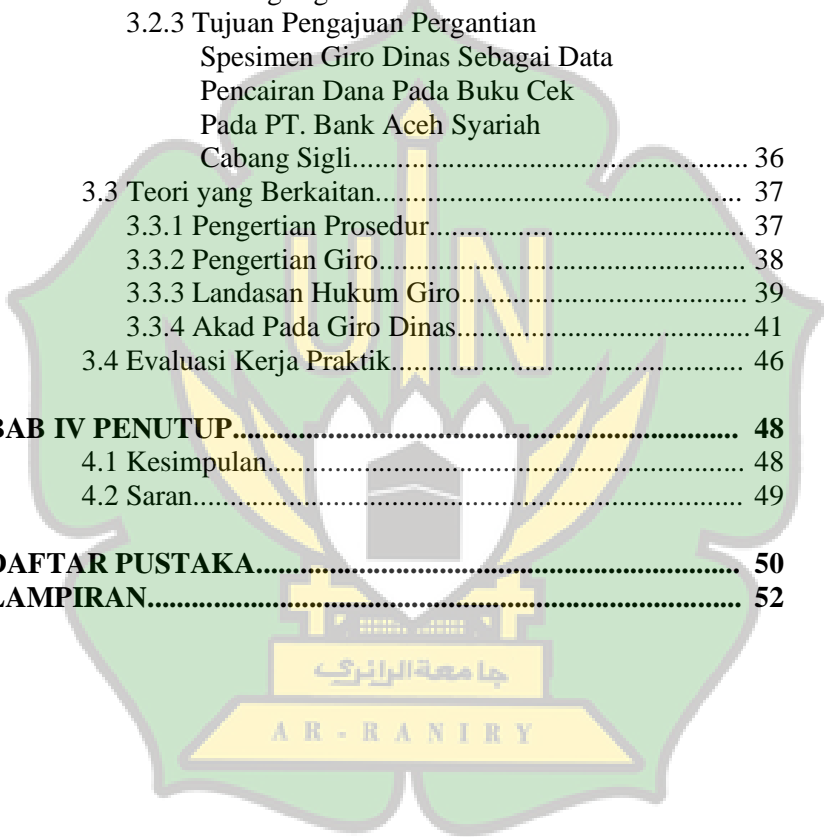 3.2.3 Tujuan Pengajuan Pergantian
Spesimen Giro Dinas Sebagai Data
Pencairan Dana Pada Buku Cek
Pada PT. Bank Aceh Syariah
Cabang Sigli................................................... 36
3.3 Teori yang Berkaitan............................................... 37
3.3.1 Pengertian Prosedur........................................ 37
3.3.2 Pengertian Giro............................................... 38
3.3.3 Landasan Hukum Giro..................................... 39
3.3.4 Akad Pada Giro Dinas......................................41
3.4 Evaluasi Kerja Praktik............................................. 46
BAB IV PENUTUP................................................................ 48
4.1 Kesimpulan............................................................. 48
4.2 Saran....................................................................... 49
DAFTAR PUSTAKA............................................................. 50
LAMPIRAN........................................................................... 52
UIN
جامعة الرانري
AR-RANIRY